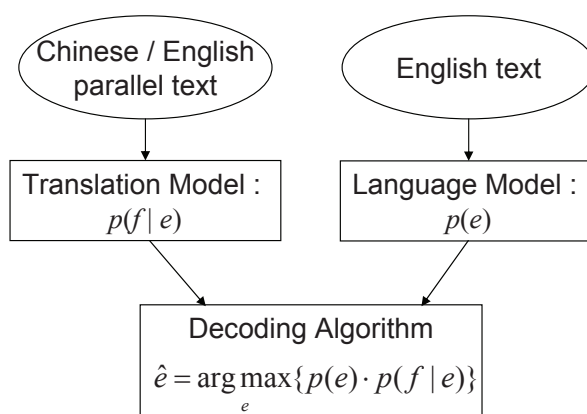 Chinese / English
parallel text
English text
Translation Model :
p(f | e)
Language Model :
p(e)
Decoding Algorithm
ê = arg max{p(e) · p(f | e)}
e